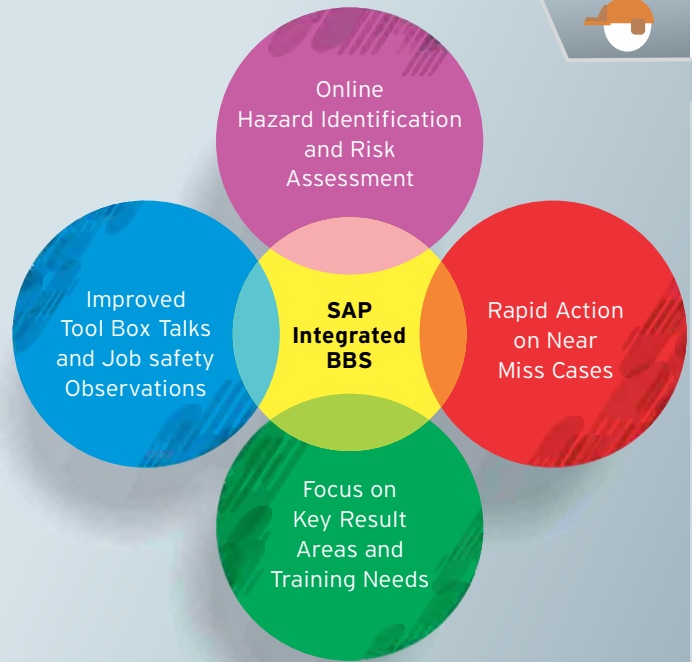 Online
Hazard Identification
and Risk
Assessment
Improved
Tool Box Talks
and Job safety
Observations
SAP
Integrated
BBS
Rapid Action
on Near
Miss Cases
Focus on
Key Result
Areas and
Training Needs